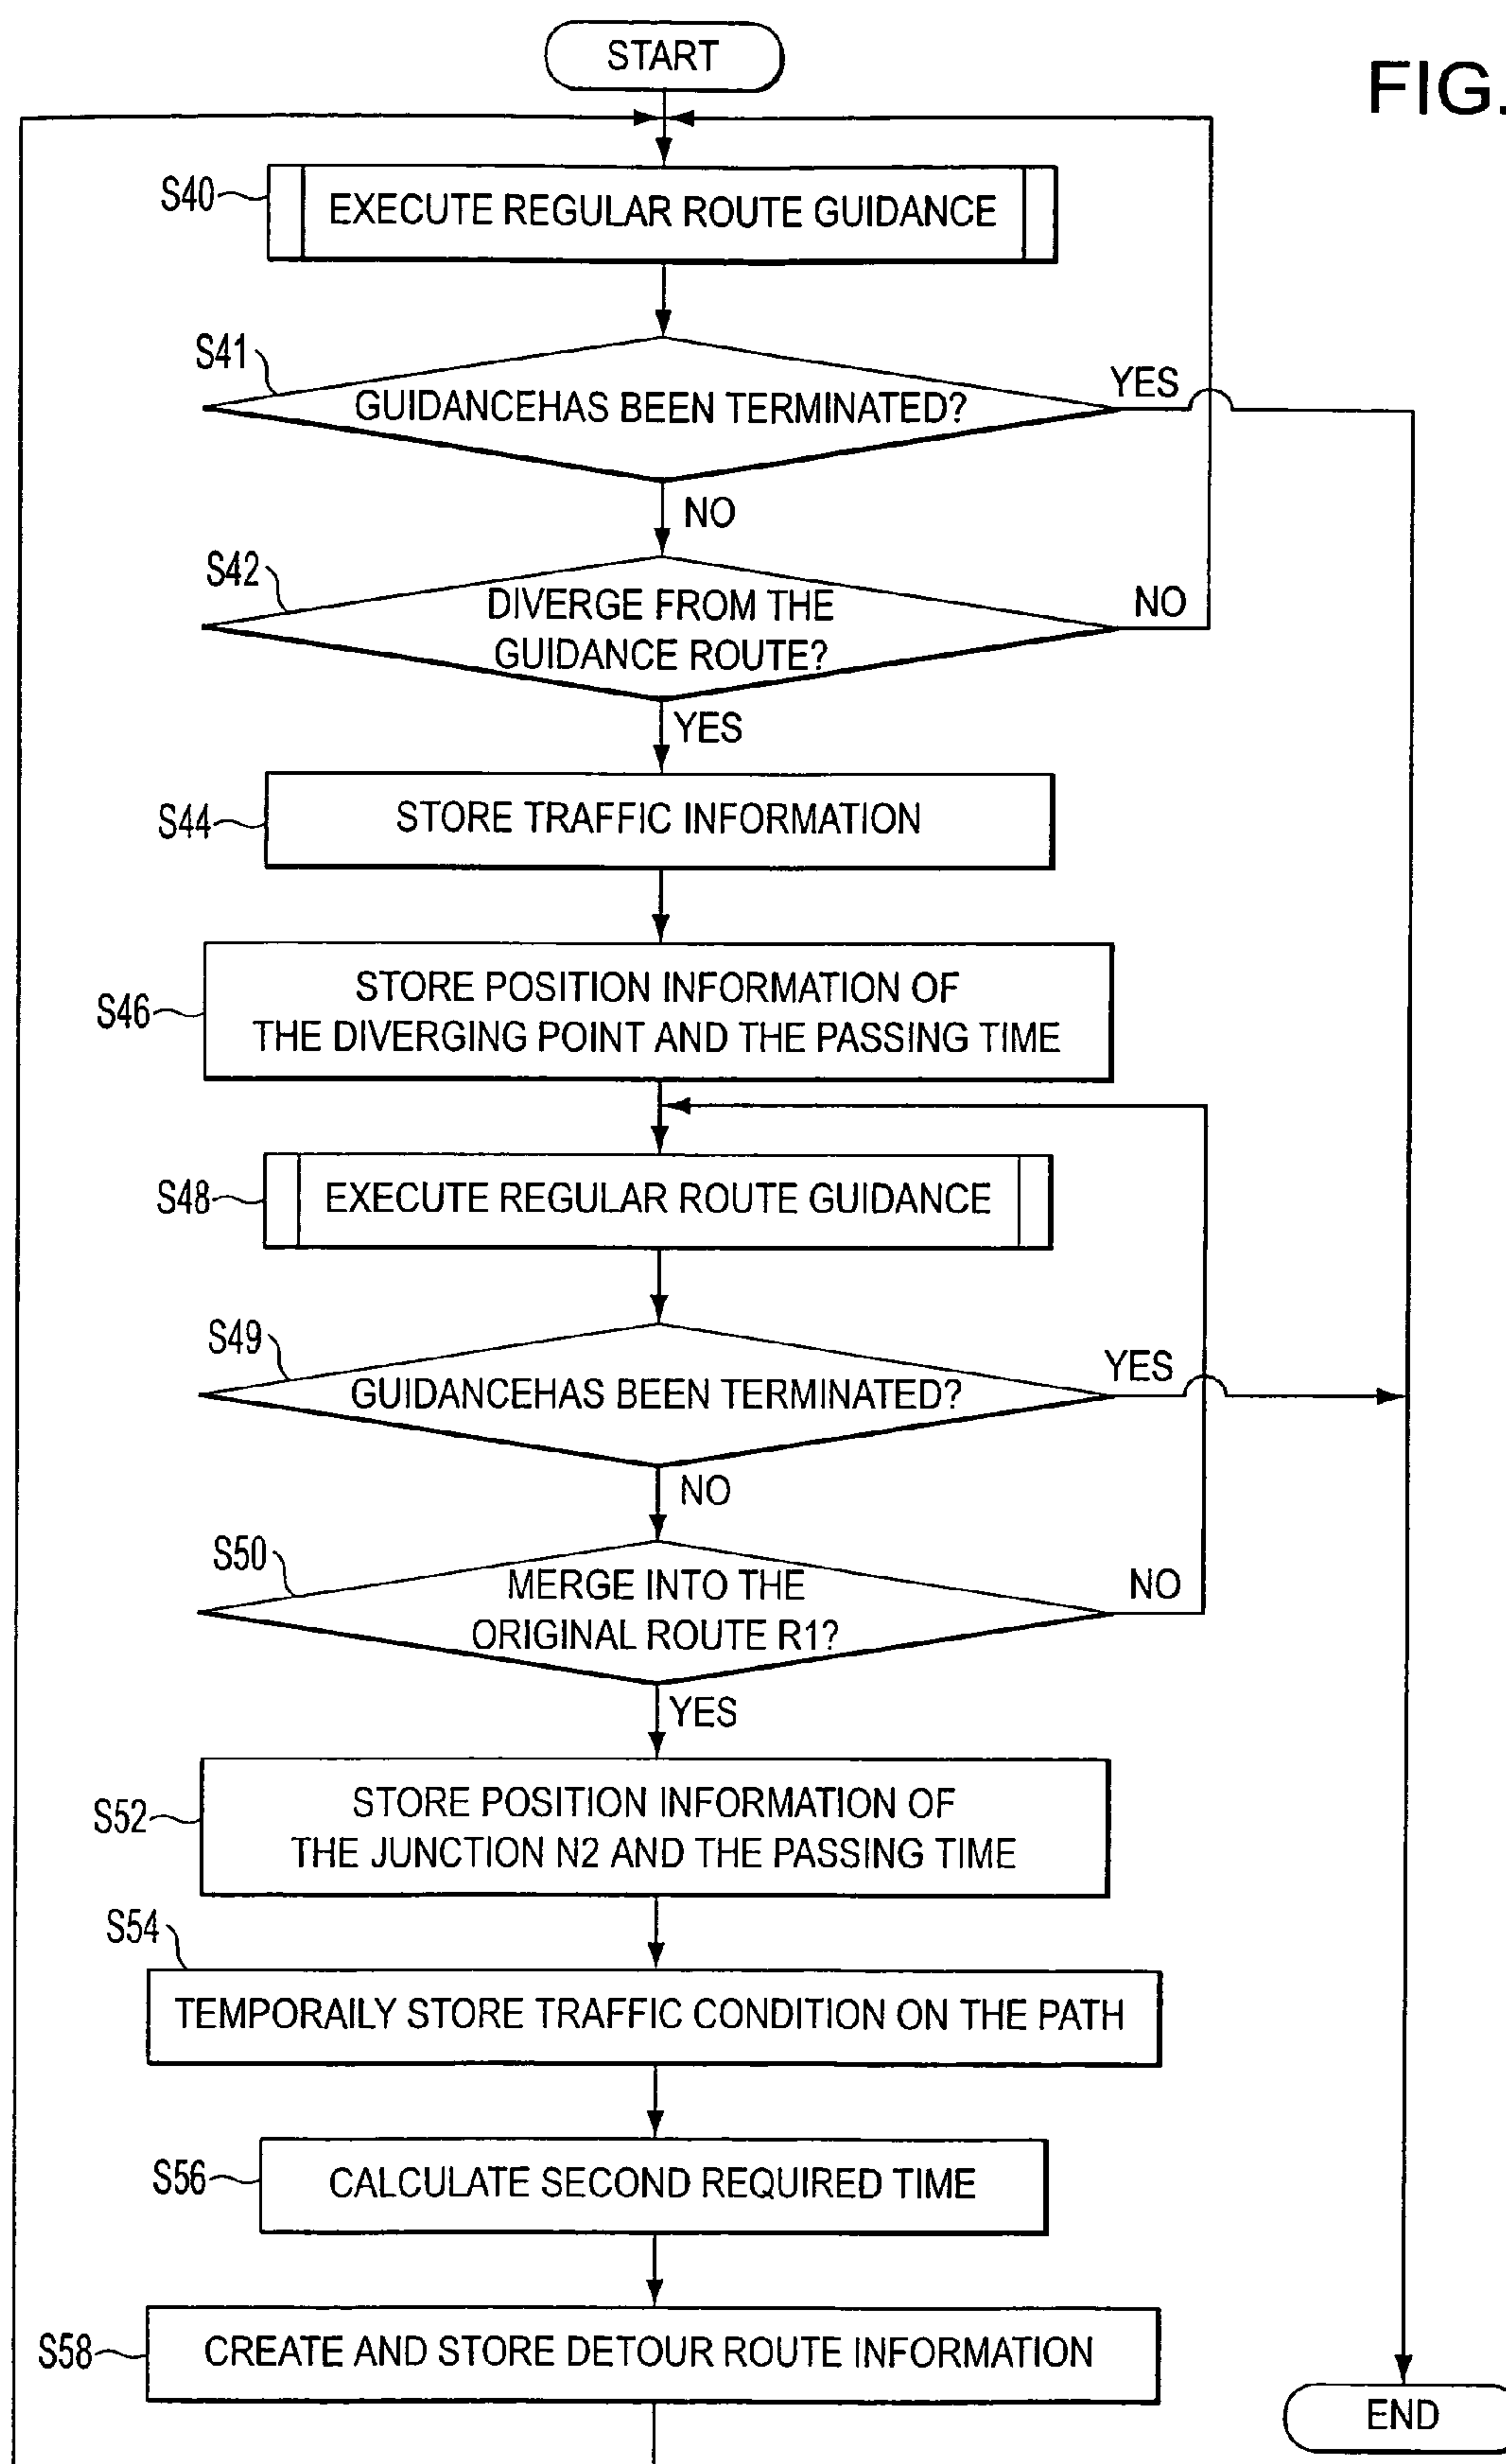 START
FIG.
S40
EXECUTE REGULAR ROUTE GUIDANCE
S41
GUIDANCEHAS BEEN TERMINATED?
YES
NO
S42
DIVERGE FROM THE
GUIDANCE ROUTE?
NO
YES
S44
STORE TRAFFIC INFORMATION
S46
STORE POSITION INFORMATION OF
THE DIVERGING POINT AND THE PASSING TIME
S48
EXECUTE REGULAR ROUTE GUIDANCE
S49
GUIDANCEHAS BEEN TERMINATED?
YES
NO
S50
MERGE INTO THE
ORIGINAL ROUTE R1?
NO
YES
S52
STORE POSITION INFORMATION OF
THE JUNCTION N2 AND THE PASSING TIME
S54
TEMPORAILY STORE TRAFFIC CONDITION ON THE PATH
S56
CALCULATE SECOND REQUIRED TIME
S58
CREATE AND STORE DETOUR ROUTE INFORMATION
END